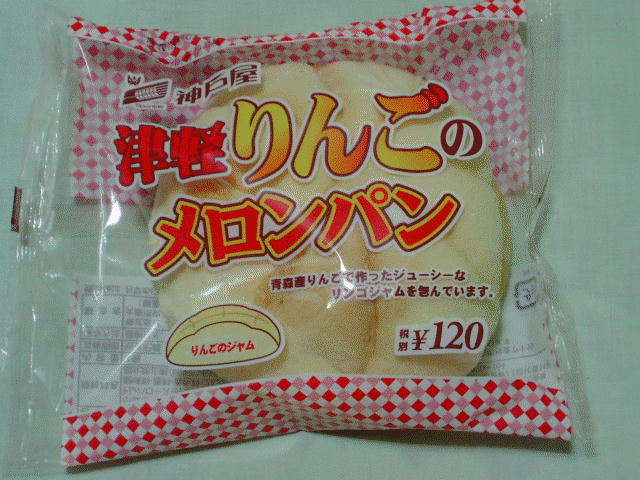 神戸屋
津軽りんごの
メロンパン
青森産りんごで作ったジューシーな
リンゴジャムを包んでいます。
りんごのジャム
税別 ¥120